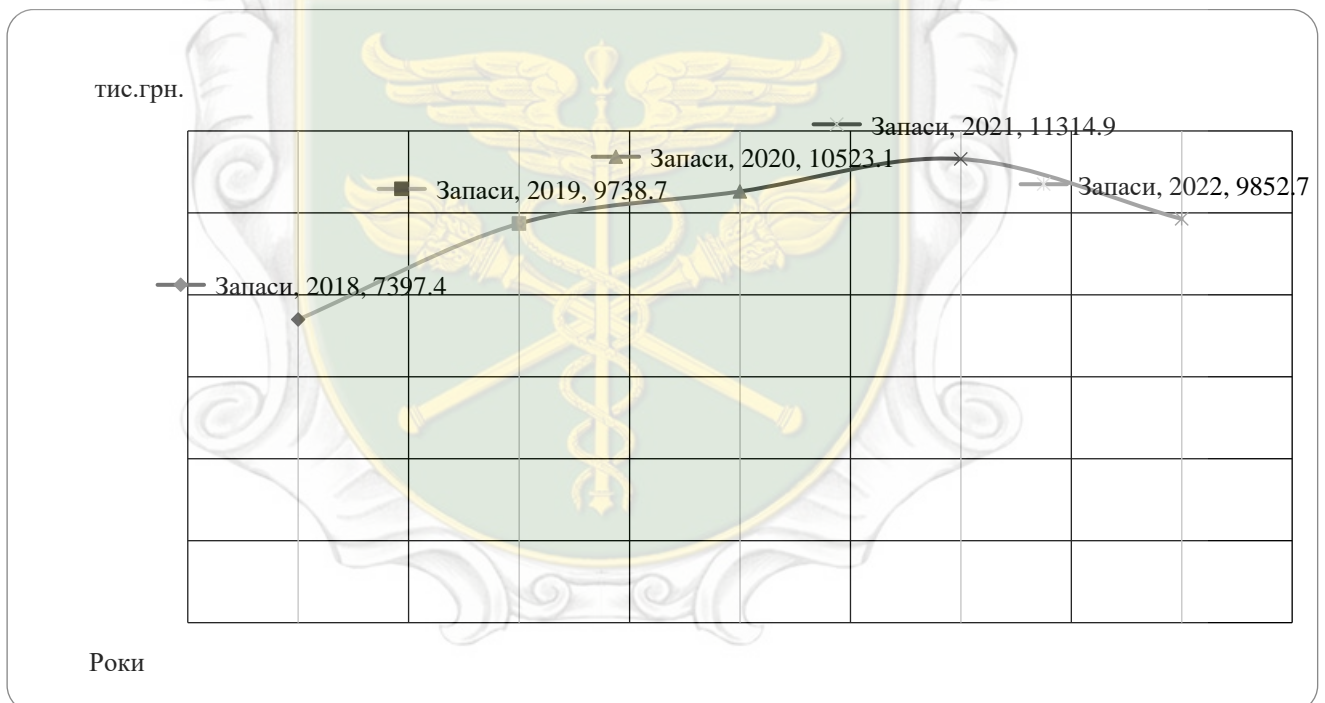 тис.грн.
Запаси, 2021, 11314.9
Запаси, 2020, 10523.1
Запаси, 2019, 9738.7
Запаси, 2022, 9852.7
Запаси, 2018, 7397.4
Роки